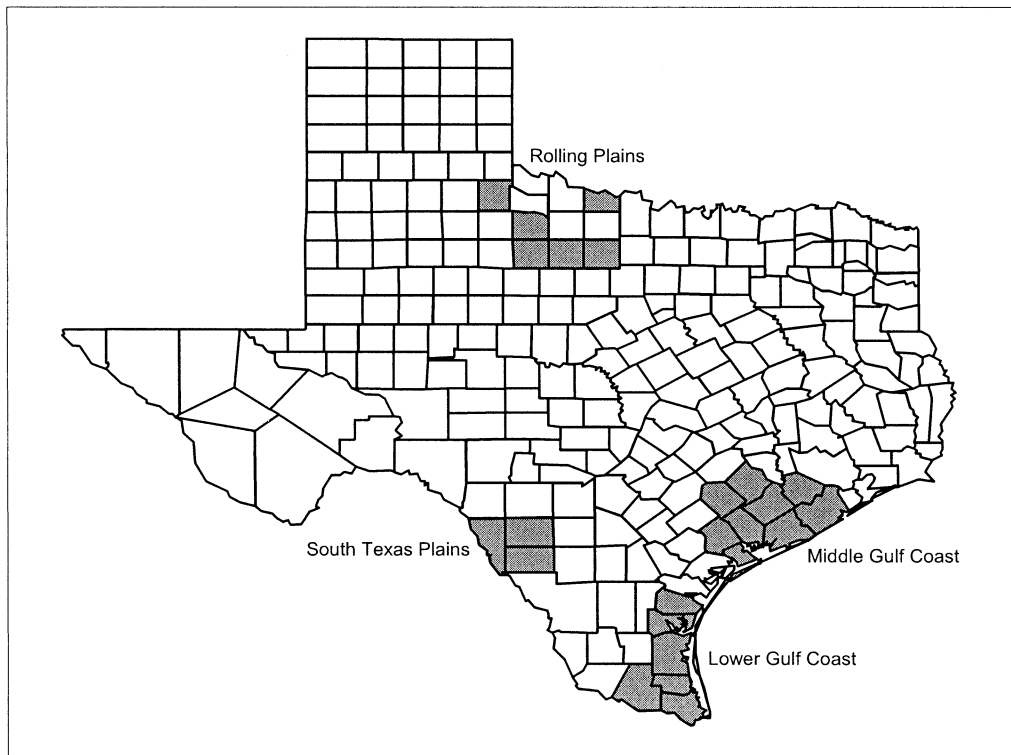 Rolling Plains
South Texas Plains
Middle Gulf Coast
Lower Gulf Coast